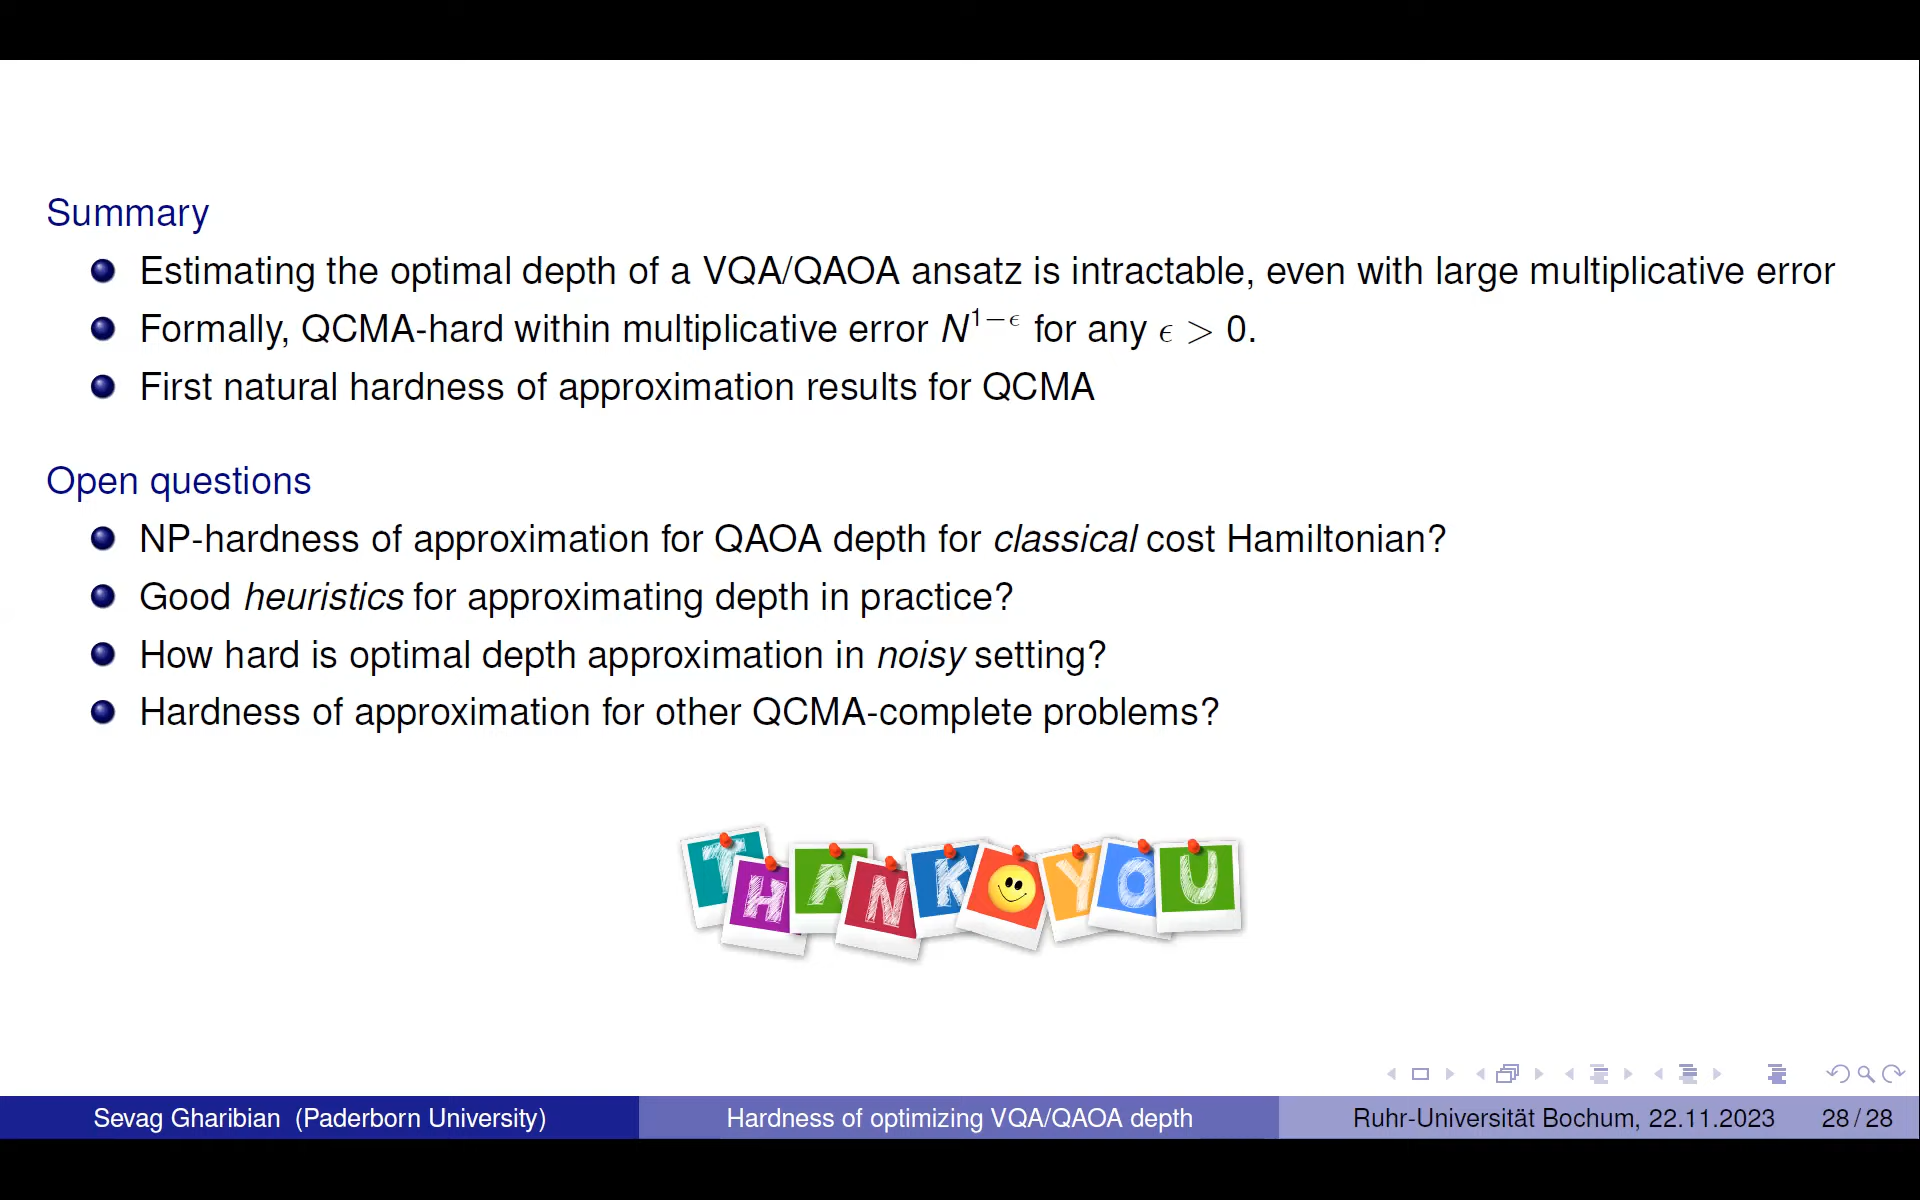 Summary
Estimating the optimal depth of a VQA/QAOA ansatz is intractable, even with large multiplicative error
Formally, QCMA-hard within multiplicative error N^{1−ϵ} for any ϵ > 0.
First natural hardness of approximation results for QCMA
Open questions
NP-hardness of approximation for QAOA depth for classical cost Hamiltonian?
Good heuristics for approximating depth in practice?
How hard is optimal depth approximation in noisy setting?
Hardness of approximation for other QCMA-complete problems?
THANK YOU
Sevag Gharibian (Paderborn University)
Hardness of optimizing VQA/QAOA depth
Ruhr-Universität Bochum, 22.11.2023
28 / 28